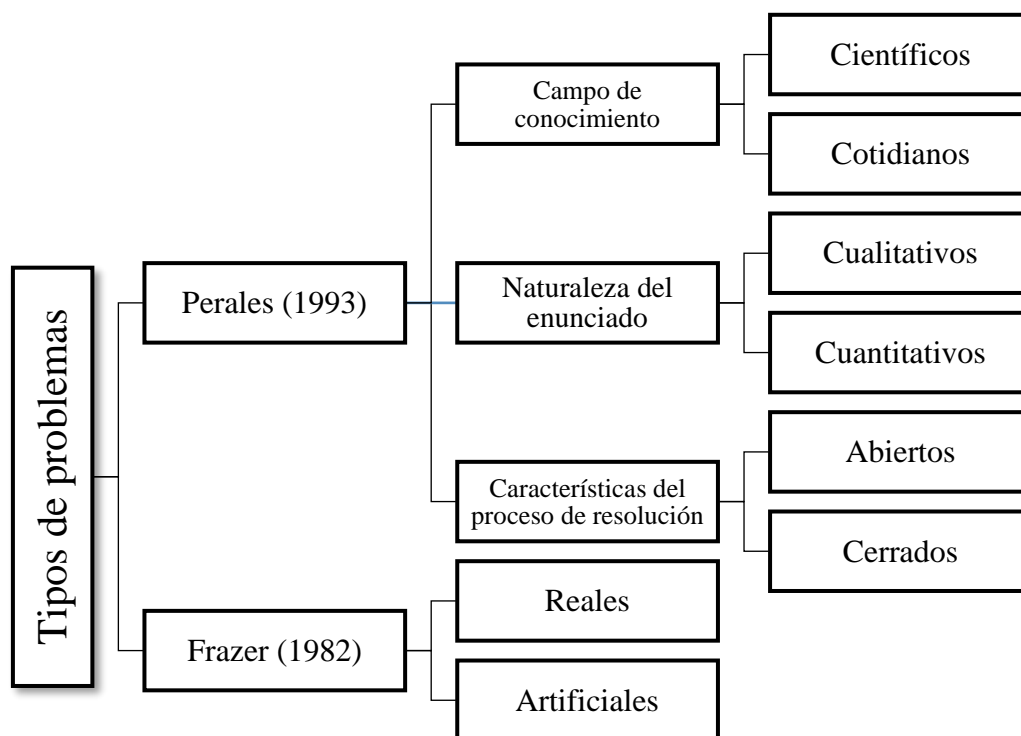 Tipos de problemas
Perales (1993)
Campo de
conocimiento
Científicos
Cotidianos
Naturaleza del
enunciado
Cualitativos
Cuantitativos
Características del
proceso de resolución
Abiertos
Cerrados
Frazer (1982)
Reales
Artificiales